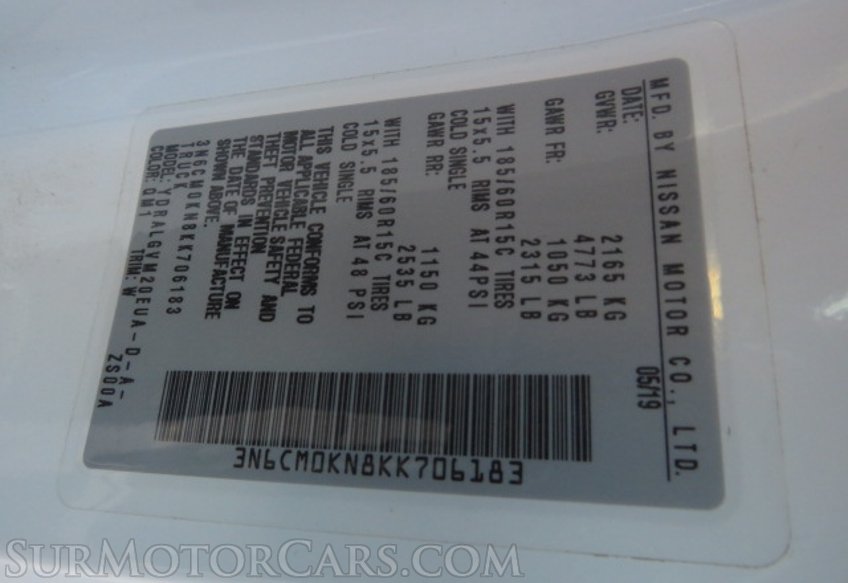 MFD. BY NISSAN MOTOR CO., LTD.
DATE: 05/19
GVWR: 2165 KG
4773 LB
GAWR FR: 1050 KG
2315 LB
WITH 185/60R15C TIRES
15x5.5 RIMS AT 44PSI
COLD SINGLE
GAWR RR: 1150 KG
2535 LB
WITH 185/60R15C TIRES
15x5.5 RIMS AT 48 PSI
COLD SINGLE
THIS VEHICLE CONFORMS TO
ALL APPLICABLE FEDERAL
MOTOR VEHICLE SAFETY AND
THEFT PREVENTION
STANDARDS IN EFFECT ON
THE DATE OF MANUFACTURE
SHOWN ABOVE.
3N6CM0KN8KK706183
TRUCK
MODEL: YDRALGVM20EUA-D-A-
COLOR: QM1 TRIM: W ZS00A
3N6CM0KN8KK706183
SURMOTORCARS.COM